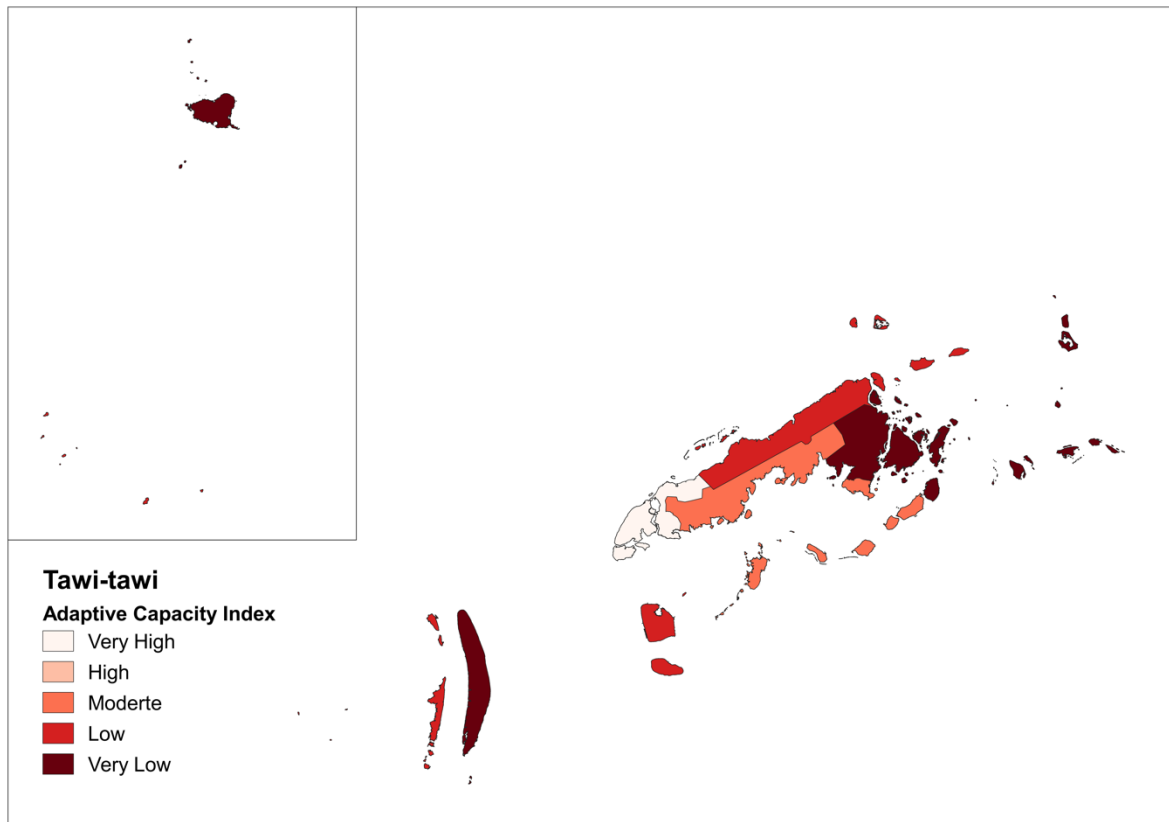 Tawi-tawi
Adaptive Capacity Index
Very High
High
Moderte
Low
Very Low